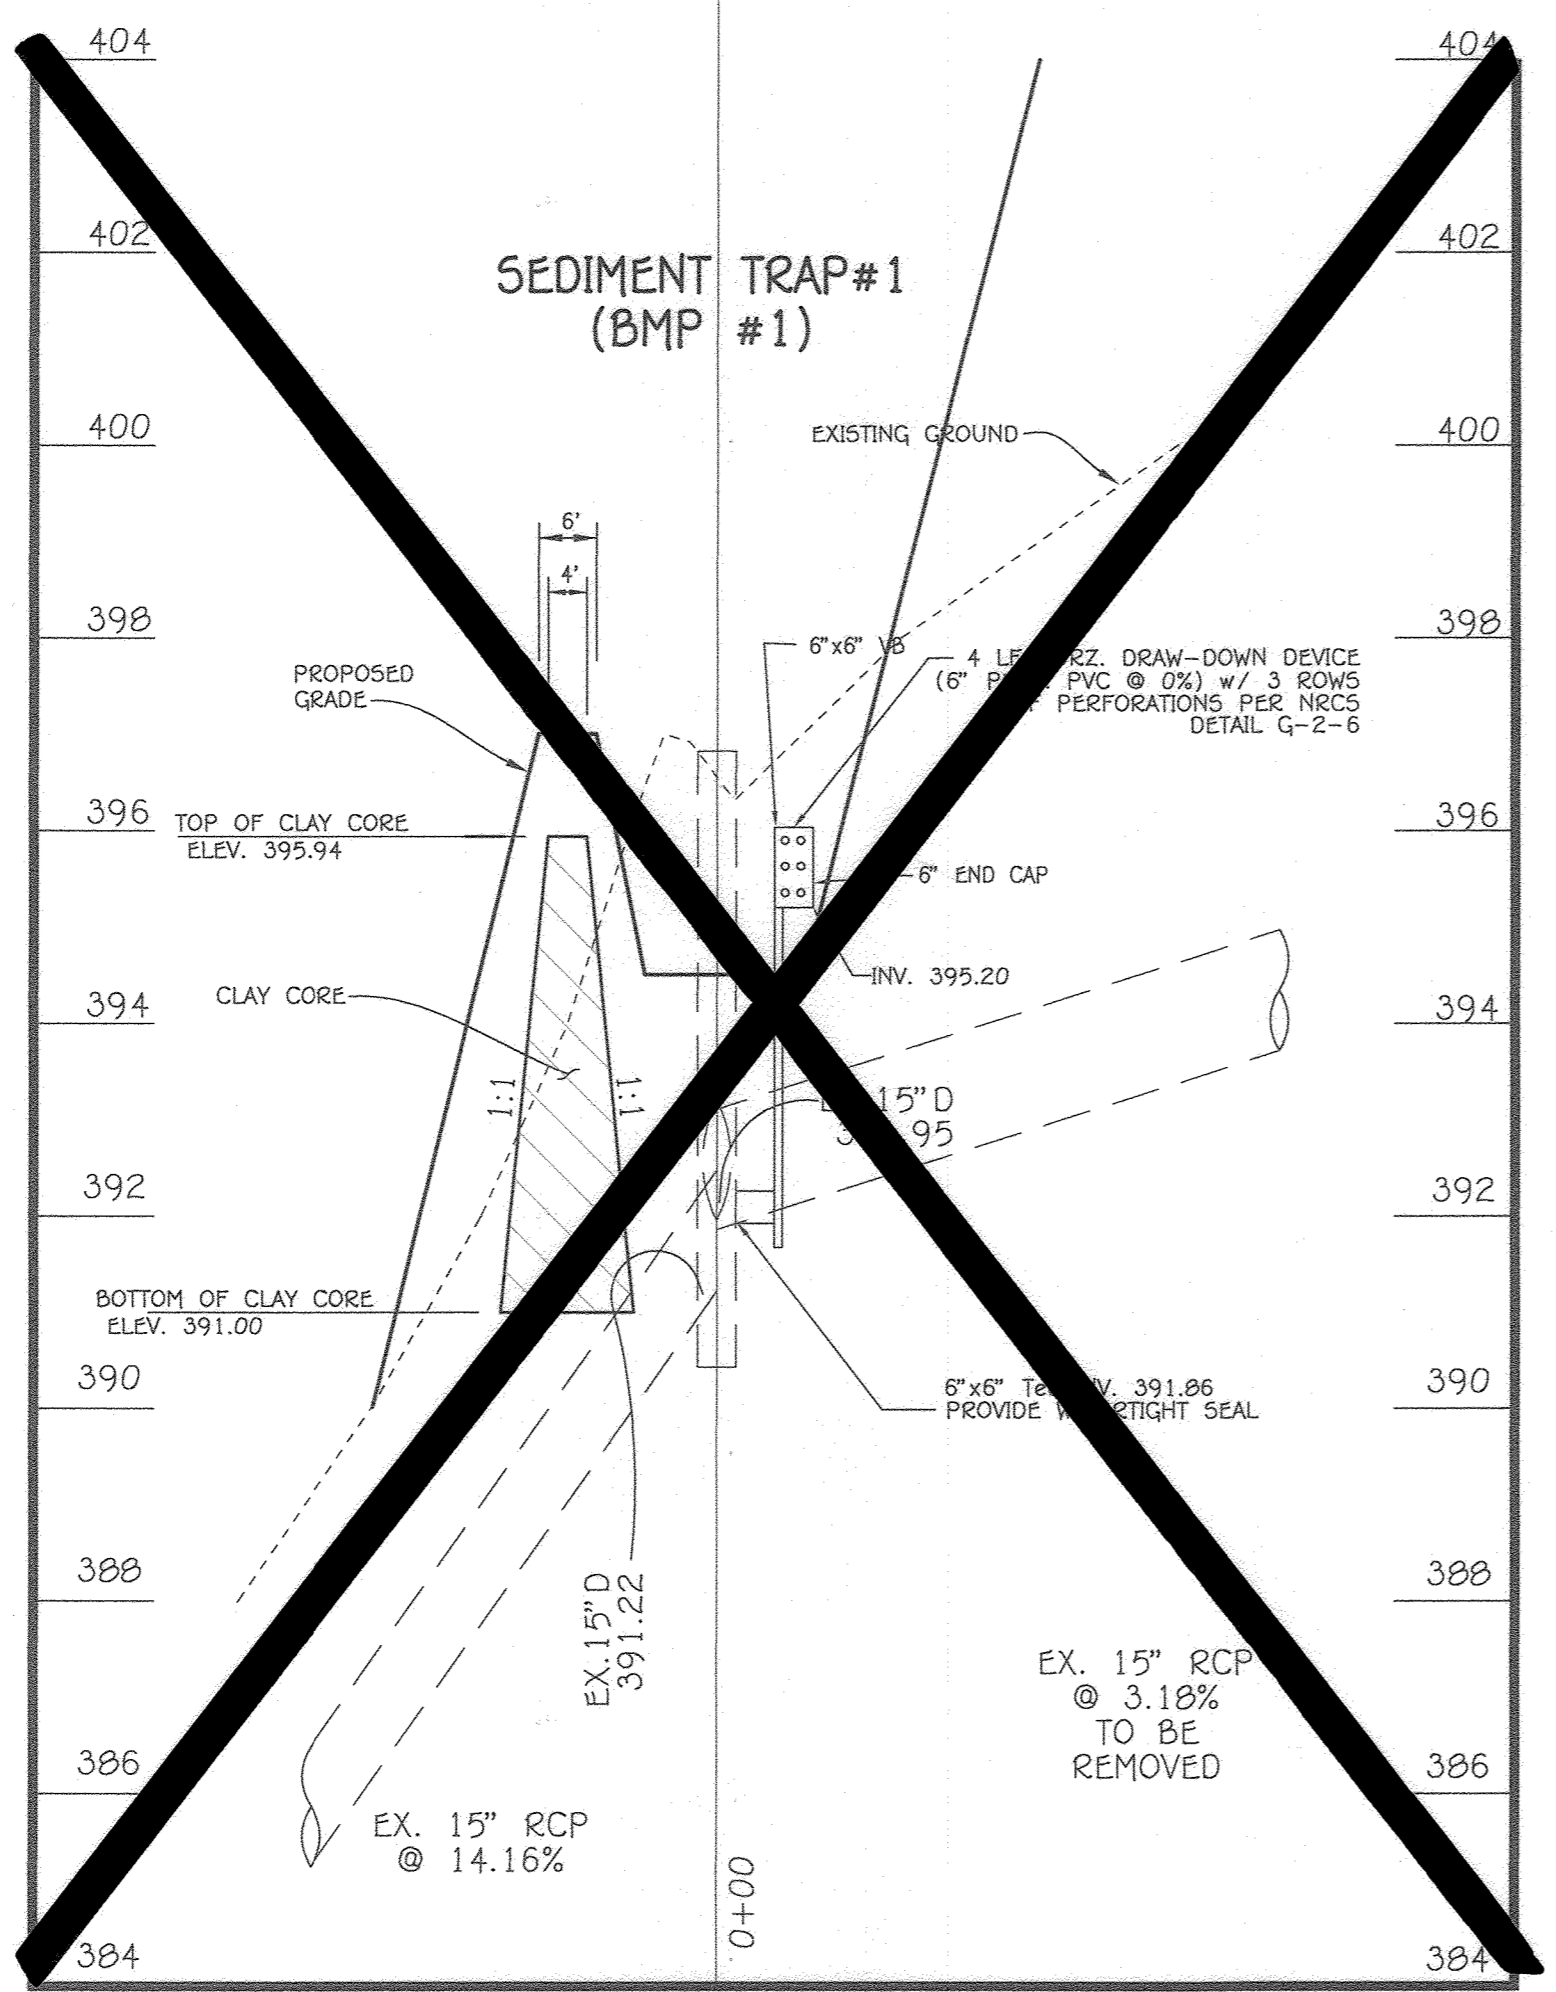 404
404
402
402
SEDIMENT TRAP#1
(BMP #1)
400
400
EXISTING GROUND
6'
4'
398
398
6"x6" VB
PROPOSED
GRADE
4 DRAW-DOWN DEVICE
(6" PVC @ 0%) w/ 3 ROWS
PERFORATIONS PER NRCS
DETAIL G-2-6
396
396
TOP OF CLAY CORE
ELEV. 395.94
6" END CAP
INV. 395.20
CLAY CORE
394
394
1:1
1:1
15"D
392
392
BOTTOM OF CLAY CORE
ELEV. 391.00
390
390
6"x6" 391.86
PROVIDE SEAL
388
388
EX.15"D
391.22
EX. 15" RCP
@ 3.18%
TO BE
REMOVED
386
386
EX. 15" RCP
@ 14.16%
0+00
384
384